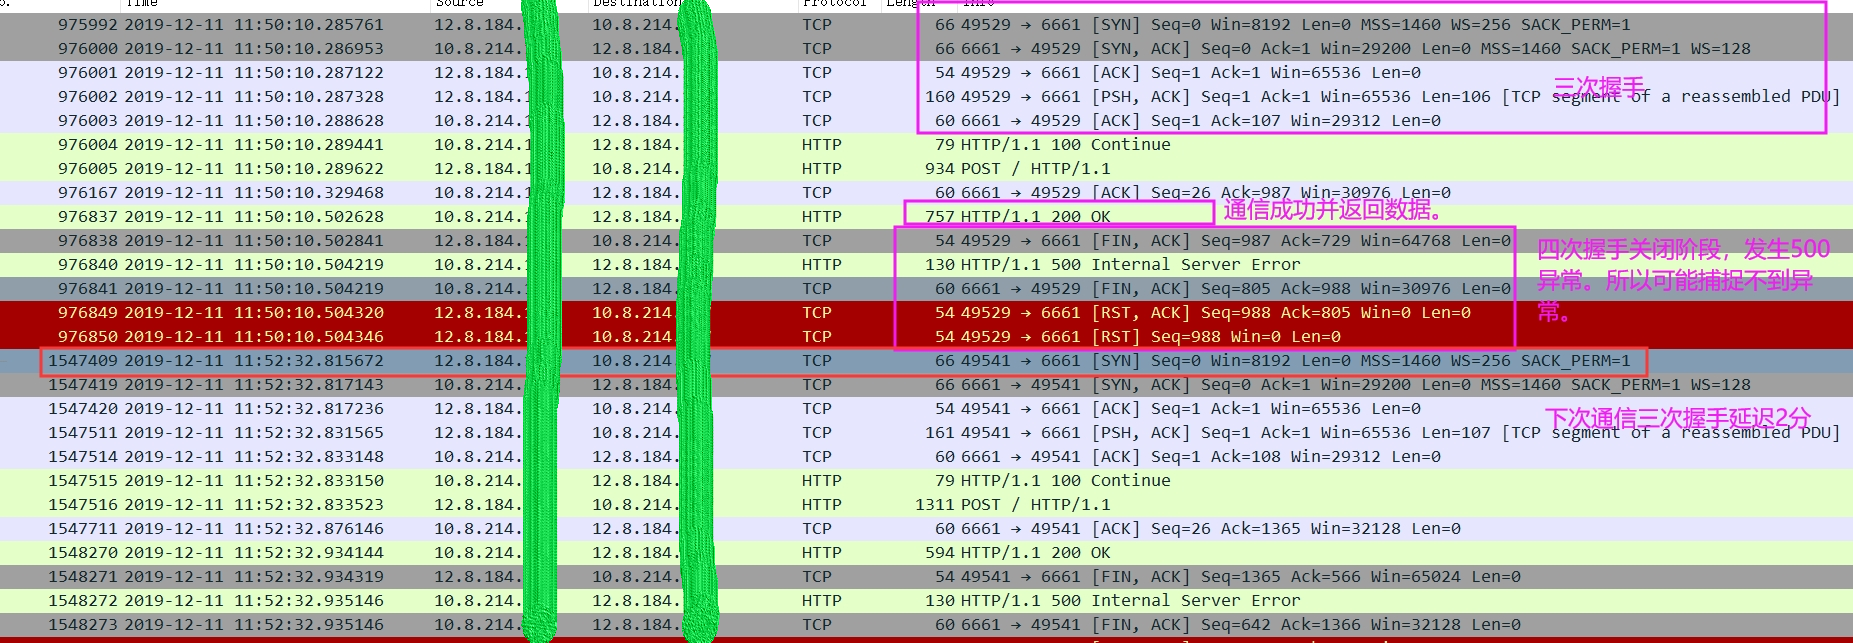 Time Source Destination Protocol Length Info
975992 2019-12-11 11:50:10.285761 12.8.184. 10.8.214. TCP 66 49529 → 6661 [SYN] Seq=0 Win=8192 Len=0 MSS=1460 WS=256 SACK_PERM=1
976000 2019-12-11 11:50:10.286953 10.8.214. 12.8.184. TCP 66 6661 → 49529 [SYN, ACK] Seq=0 Ack=1 Win=29200 Len=0 MSS=1460 SACK_PERM=1 WS=128
976001 2019-12-11 11:50:10.287122 12.8.184. 10.8.214. TCP 54 49529 → 6661 [ACK] Seq=1 Ack=1 Win=65536 Len=0
三次握手
976002 2019-12-11 11:50:10.287328 12.8.184. 10.8.214. TCP 160 49529 → 6661 [PSH, ACK] Seq=1 Ack=1 Win=65536 Len=106 [TCP segment of a reassembled PDU]
976003 2019-12-11 11:50:10.288628 10.8.214. 12.8.184. TCP 60 6661 → 49529 [ACK] Seq=1 Ack=107 Win=29312 Len=0
976004 2019-12-11 11:50:10.289441 10.8.214. 12.8.184. HTTP 79 HTTP/1.1 100 Continue
976005 2019-12-11 11:50:10.289622 12.8.184. 10.8.214. HTTP 934 POST / HTTP/1.1
976167 2019-12-11 11:50:10.329468 10.8.214. 12.8.184. TCP 60 6661 → 49529 [ACK] Seq=26 Ack=987 Win=30976 Len=0
976837 2019-12-11 11:50:10.502628 10.8.214. 12.8.184. HTTP 757 HTTP/1.1 200 OK
通信成功并返回数据。
976838 2019-12-11 11:50:10.502841 12.8.184. 10.8.214. TCP 54 49529 → 6661 [FIN, ACK] Seq=987 Ack=729 Win=64768 Len=0
四次握手关闭阶段，发生500
976840 2019-12-11 11:50:10.504219 10.8.214. 12.8.184. HTTP 130 HTTP/1.1 500 Internal Server Error
异常。所以可能捕捉不到异
976841 2019-12-11 11:50:10.504219 10.8.214. 12.8.184. TCP 60 6661 → 49529 [FIN, ACK] Seq=805 Ack=988 Win=30976 Len=0
常。
976849 2019-12-11 11:50:10.504320 12.8.184. 10.8.214. TCP 54 49529 → 6661 [RST, ACK] Seq=988 Ack=805 Win=0 Len=0
976850 2019-12-11 11:50:10.504346 12.8.184. 10.8.214. TCP 54 49529 → 6661 [RST] Seq=988 Win=0 Len=0
1547409 2019-12-11 11:52:32.815672 12.8.184. 10.8.214. TCP 66 49541 → 6661 [SYN] Seq=0 Win=8192 Len=0 MSS=1460 WS=256 SACK_PERM=1
1547419 2019-12-11 11:52:32.817143 10.8.214. 12.8.184. TCP 66 6661 → 49541 [SYN, ACK] Seq=0 Ack=1 Win=29200 Len=0 MSS=1460 SACK_PERM=1 WS=128
1547420 2019-12-11 11:52:32.817236 12.8.184. 10.8.214. TCP 54 49541 → 6661 [ACK] Seq=1 Ack=1 Win=65536 Len=0
下次通信三次握手延迟2分
1547511 2019-12-11 11:52:32.831565 12.8.184. 10.8.214. TCP 161 49541 → 6661 [PSH, ACK] Seq=1 Ack=1 Win=65536 Len=107 [TCP segment of a reassembled PDU]
1547514 2019-12-11 11:52:32.833148 10.8.214. 12.8.184. TCP 60 6661 → 49541 [ACK] Seq=1 Ack=108 Win=29312 Len=0
1547515 2019-12-11 11:52:32.833150 10.8.214. 12.8.184. HTTP 79 HTTP/1.1 100 Continue
1547516 2019-12-11 11:52:32.833523 12.8.184. 10.8.214. HTTP 1311 POST / HTTP/1.1
1547711 2019-12-11 11:52:32.876146 10.8.214. 12.8.184. TCP 60 6661 → 49541 [ACK] Seq=26 Ack=1365 Win=32128 Len=0
1548270 2019-12-11 11:52:32.934144 10.8.214. 12.8.184. HTTP 594 HTTP/1.1 200 OK
1548271 2019-12-11 11:52:32.934319 12.8.184. 10.8.214. TCP 54 49541 → 6661 [FIN, ACK] Seq=1365 Ack=566 Win=65024 Len=0
1548272 2019-12-11 11:52:32.935146 10.8.214. 12.8.184. HTTP 130 HTTP/1.1 500 Internal Server Error
1548273 2019-12-11 11:52:32.935146 10.8.214. 12.8.184. TCP 60 6661 → 49541 [FIN, ACK] Seq=642 Ack=1366 Win=32128 Len=0